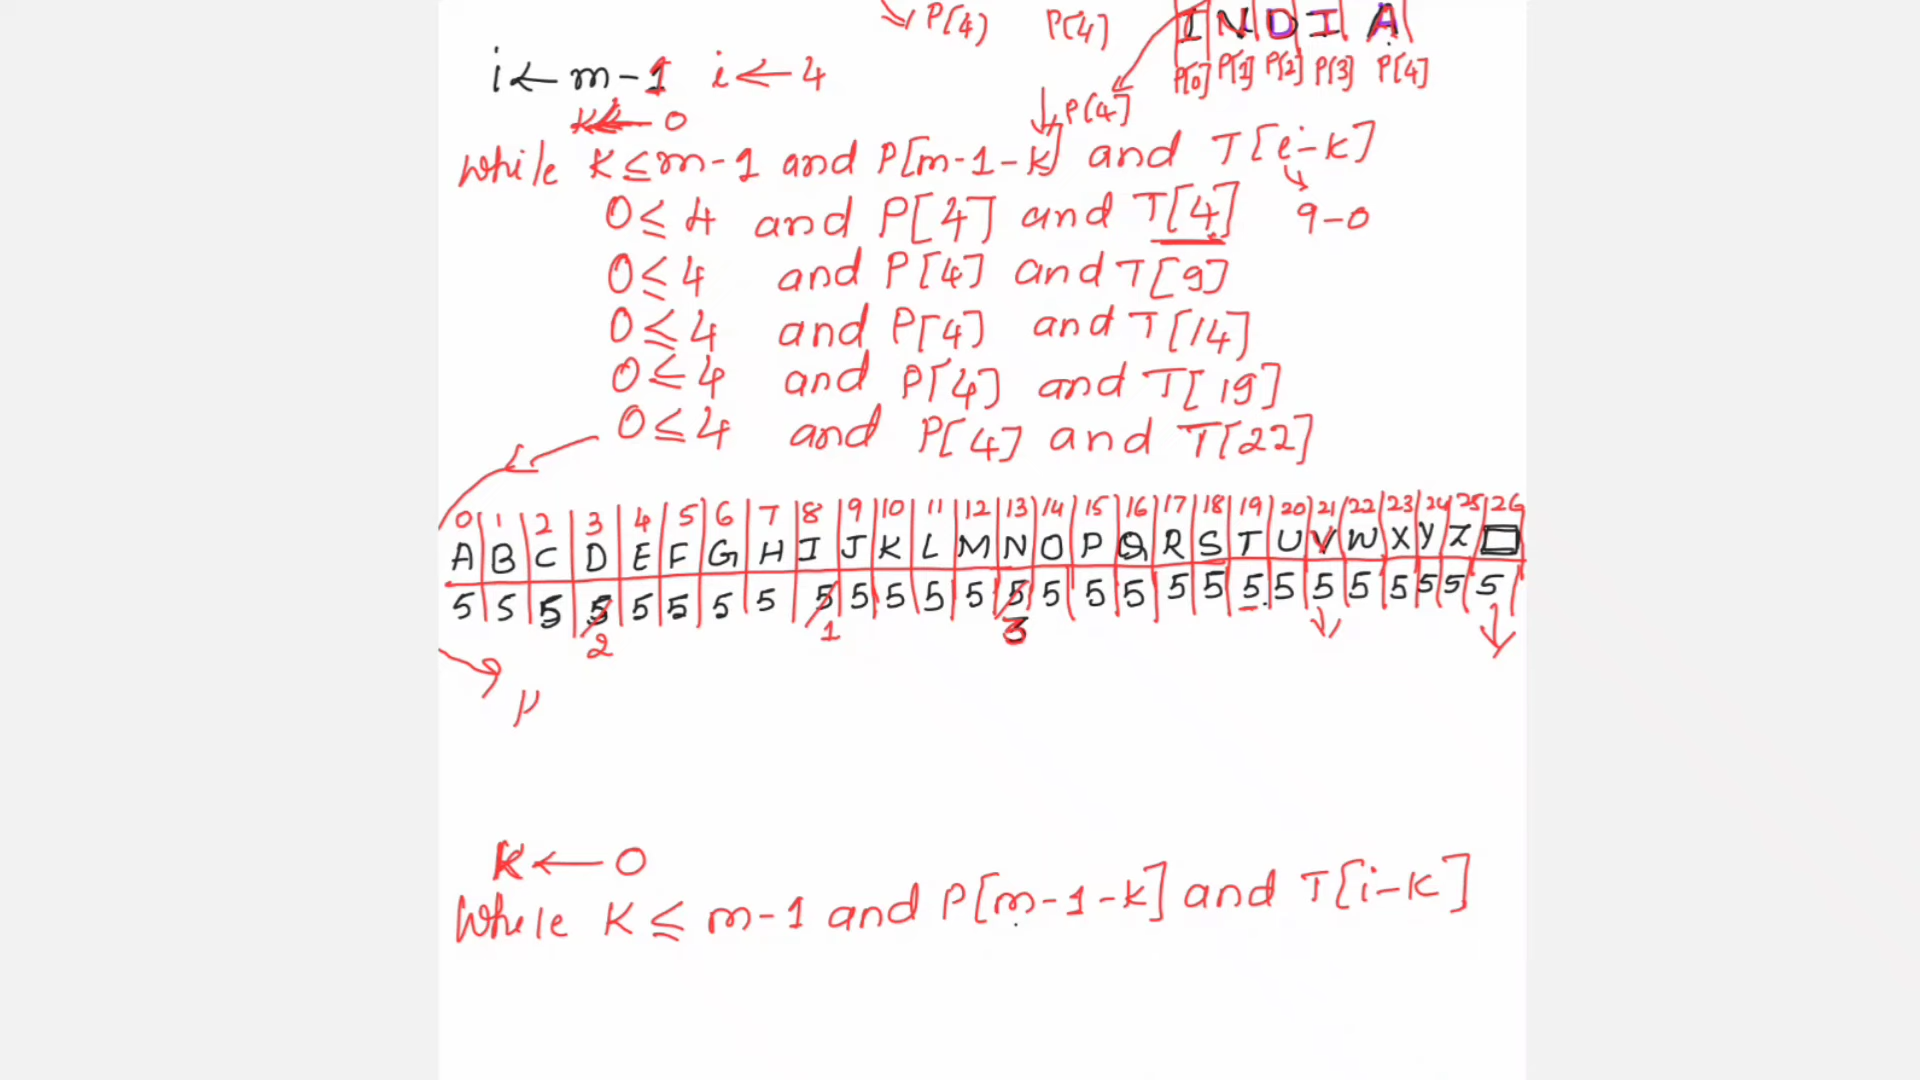 P(4) P(4) I N D I A
P[0] P[1] P[2] P[3] P[4]
i ← m-1 i ← 4
K ← 0 P(4]
while K ≤ m-1 and P[m-1-k] and T[i-K]
0 ≤ 4 and P[4] and T[4] 9-0
0 ≤ 4 and P[4] and T[9]
0 ≤ 4 and P[4] and T[14]
0 ≤ 4 and P[4] and T[19]
0 ≤ 4 and P[4] and T[22]
0 1 2 3 4 5 6 7 8 9 10 11 12 13 14 15 16 17 18 19 20 21 22 23 24 25 26
A B C D E F G H I J K L M N O P Q R S T U V W X Y Z
5 5 5 5 5 5 5 5 5 5 5 5 5 5 5 5 5 5 5 5 5 5 5 5 5 5 5
2 1 3
K ← 0
While K ≤ m-1 and P[m-1-k] and T[i-K]